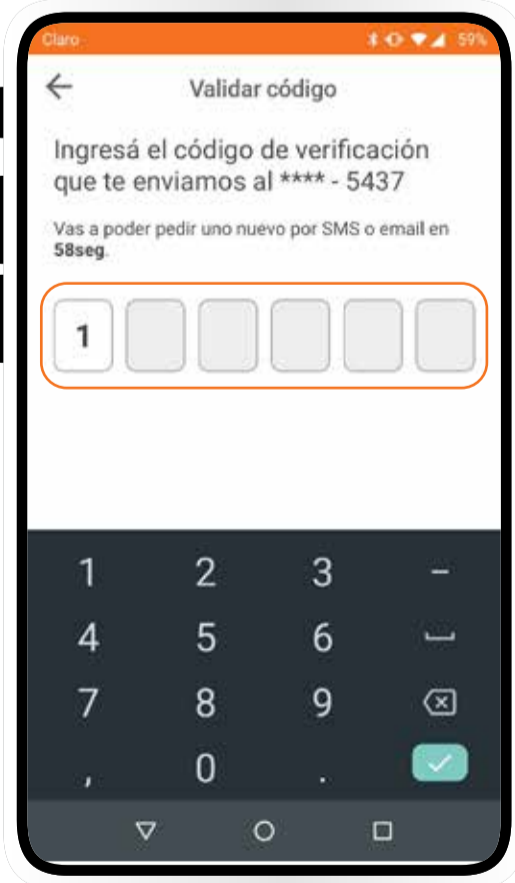 Claro 59%
Validar código
Ingresá el código de verificación
que te enviamos al **** - 5437
Vas a poder pedir uno nuevo por SMS o email en
58seg.
1
1 2 3 -
4 5 6
7 8 9
, 0 .